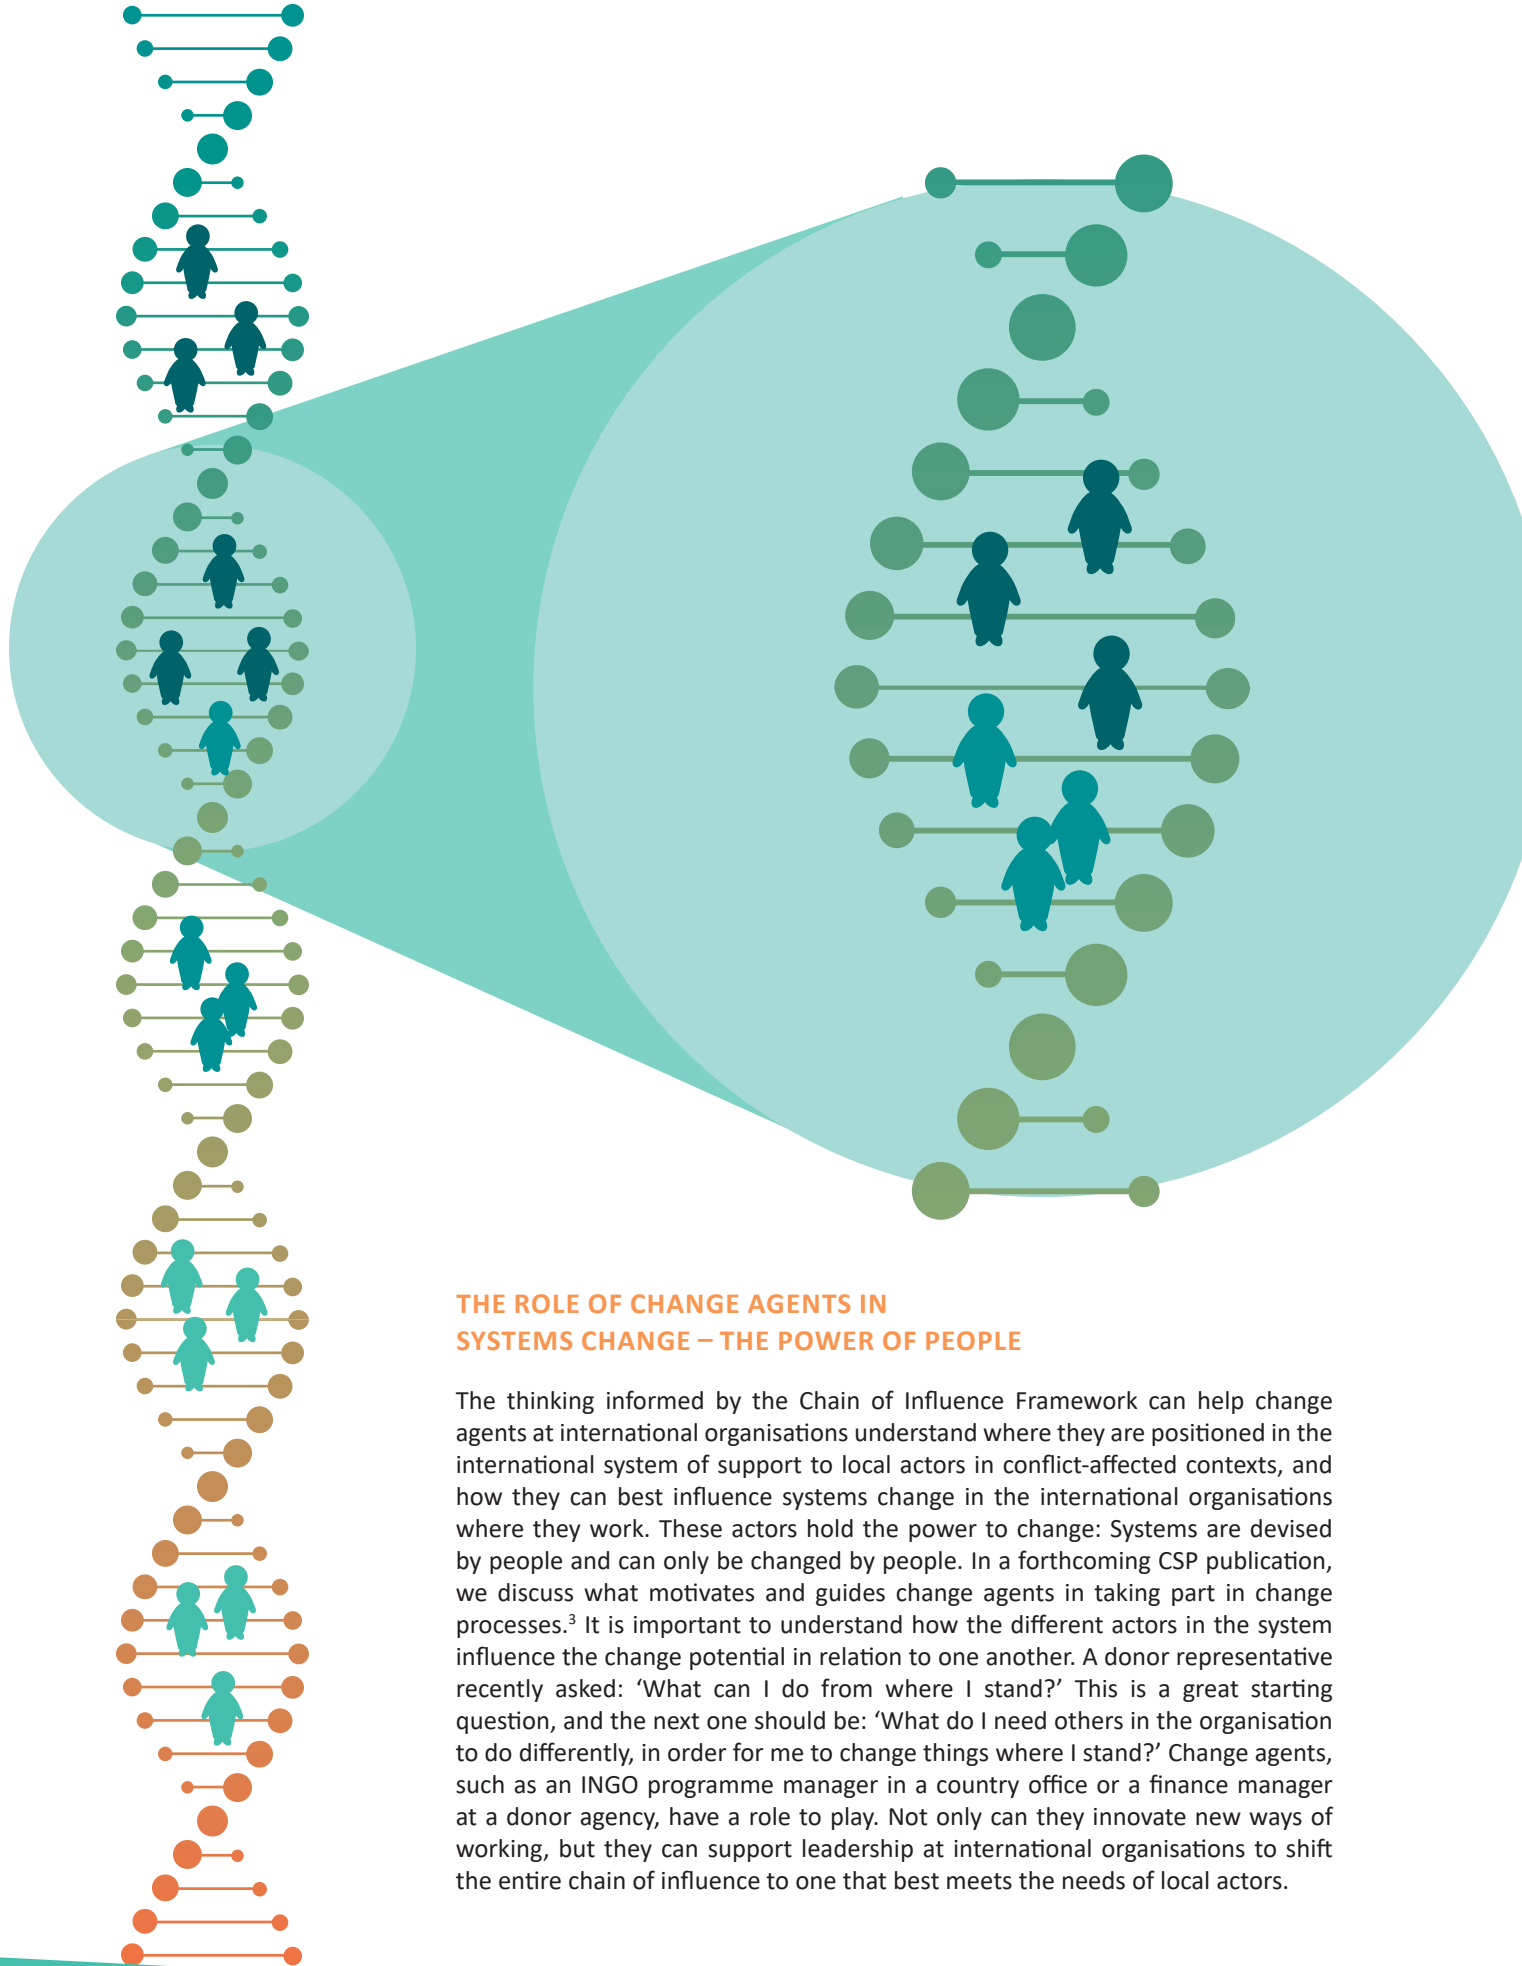 THE ROLE OF CHANGE AGENTS IN
SYSTEMS CHANGE – THE POWER OF PEOPLE
The thinking informed by the Chain of Influence Framework can help change
agents at international organisations understand where they are positioned in the
international system of support to local actors in conflict-affected contexts, and
how they can best influence systems change in the international organisations
where they work. These actors hold the power to change: Systems are devised
by people and can only be changed by people. In a forthcoming CSP publication,
we discuss what motivates and guides change agents in taking part in change
processes.³ It is important to understand how the different actors in the system
influence the change potential in relation to one another. A donor representative
recently asked: ‘What can I do from where I stand?’ This is a great starting
question, and the next one should be: ‘What do I need others in the organisation
to do differently, in order for me to change things where I stand?’ Change agents,
such as an INGO programme manager in a country office or a finance manager
at a donor agency, have a role to play. Not only can they innovate new ways of
working, but they can support leadership at international organisations to shift
the entire chain of influence to one that best meets the needs of local actors.